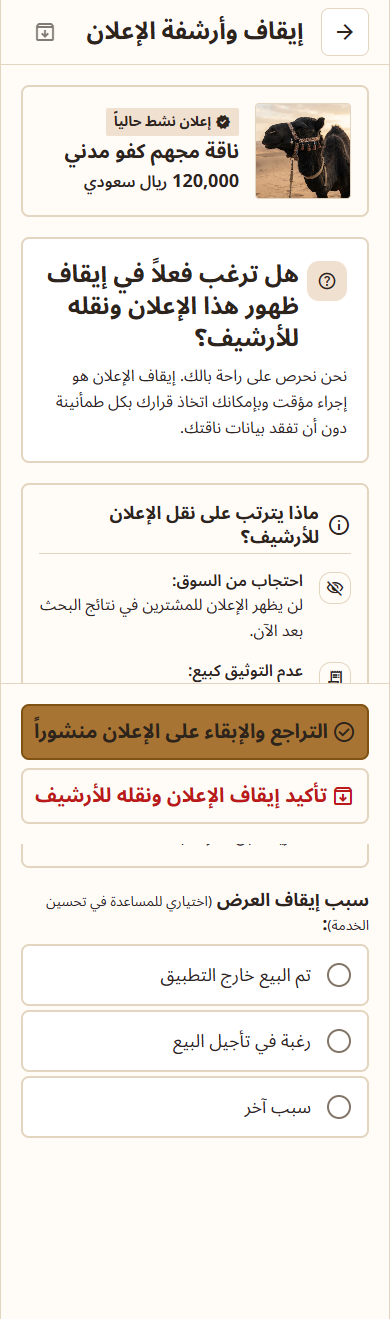 إيقاف وأرشفة الإعلان
إعلان نشط حالياً
ناقة مجهم كفو مدني
120,000 ريال سعودي
هل ترغب فعلاً في إيقاف
ظهور هذا الإعلان ونقله
للأرشيف؟
نحن نحرص على راحة بالك. إيقاف الإعلان هو
إجراء مؤقت وبإمكانك اتخاذ قرارك بكل طمأنينة
دون أن تفقد بيانات ناقتك.
ماذا يترتب على نقل الإعلان
للأرشيف؟
احتجاب من السوق:
لن يظهر الإعلان للمشترين في نتائج البحث
بعد الآن.
عدم التوثيق كبيع:
التراجع والإبقاء على الإعلان منشوراً
تأكيد إيقاف الإعلان ونقله للأرشيف
سبب إيقاف العرض (اختياري للمساعدة في تحسين
الخدمة):
تم البيع خارج التطبيق
رغبة في تأجيل البيع
سبب آخر